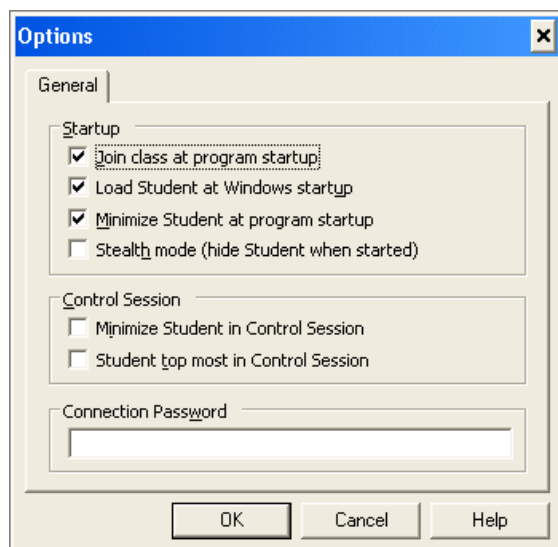 Options
General
Startup
Join class at program startup
Load Student at Windows startup
Minimize Student at program startup
Stealth mode (hide Student when started)
Control Session
Minimize Student in Control Session
Student top most in Control Session
Connection Password
OK Cancel Help